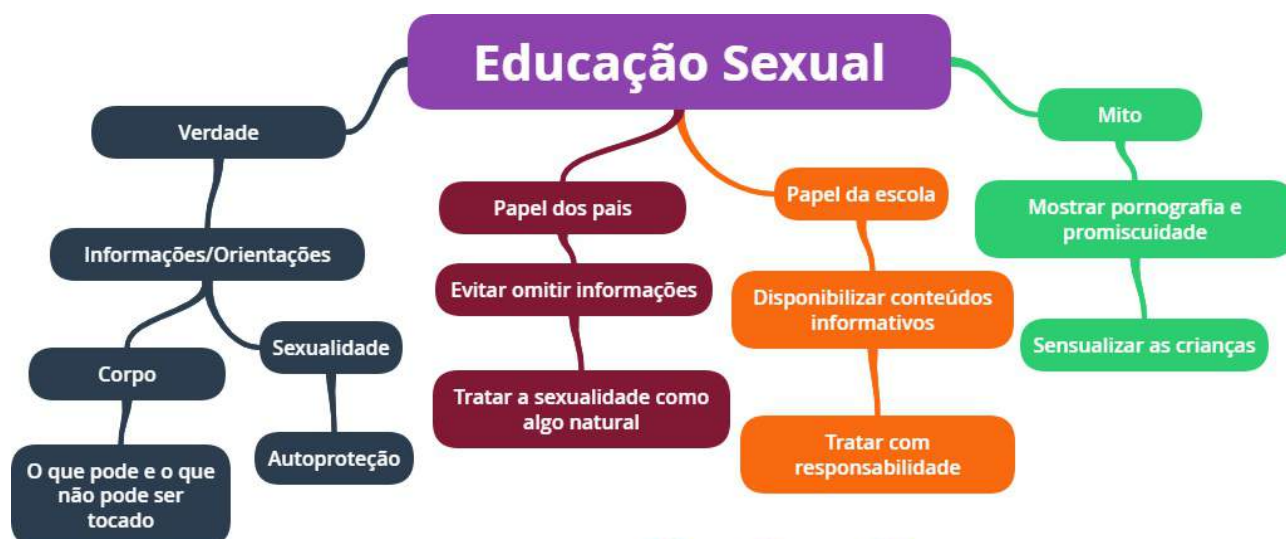 Educação Sexual
Verdade
Informações/Orientações
Corpo
O que pode e o que
não pode ser
tocado
Sexualidade
Autoproteção
Papel dos pais
Evitar omitir informações
Tratar a sexualidade como
algo natural
Papel da escola
Disponibilizar conteúdos
informativos
Tratar com
responsabilidade
Mito
Mostrar pornografia e
promiscuidade
Sensualizar as crianças